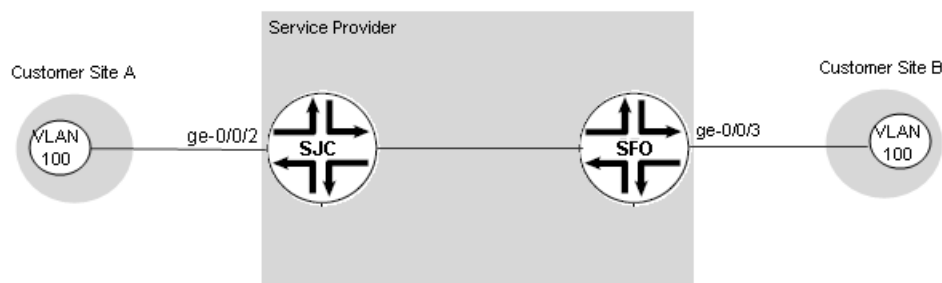 Service Provider
Customer Site A
Customer Site B
VLAN
100
ge-0/0/2
SJC
SFO
ge-0/0/3
VLAN
100